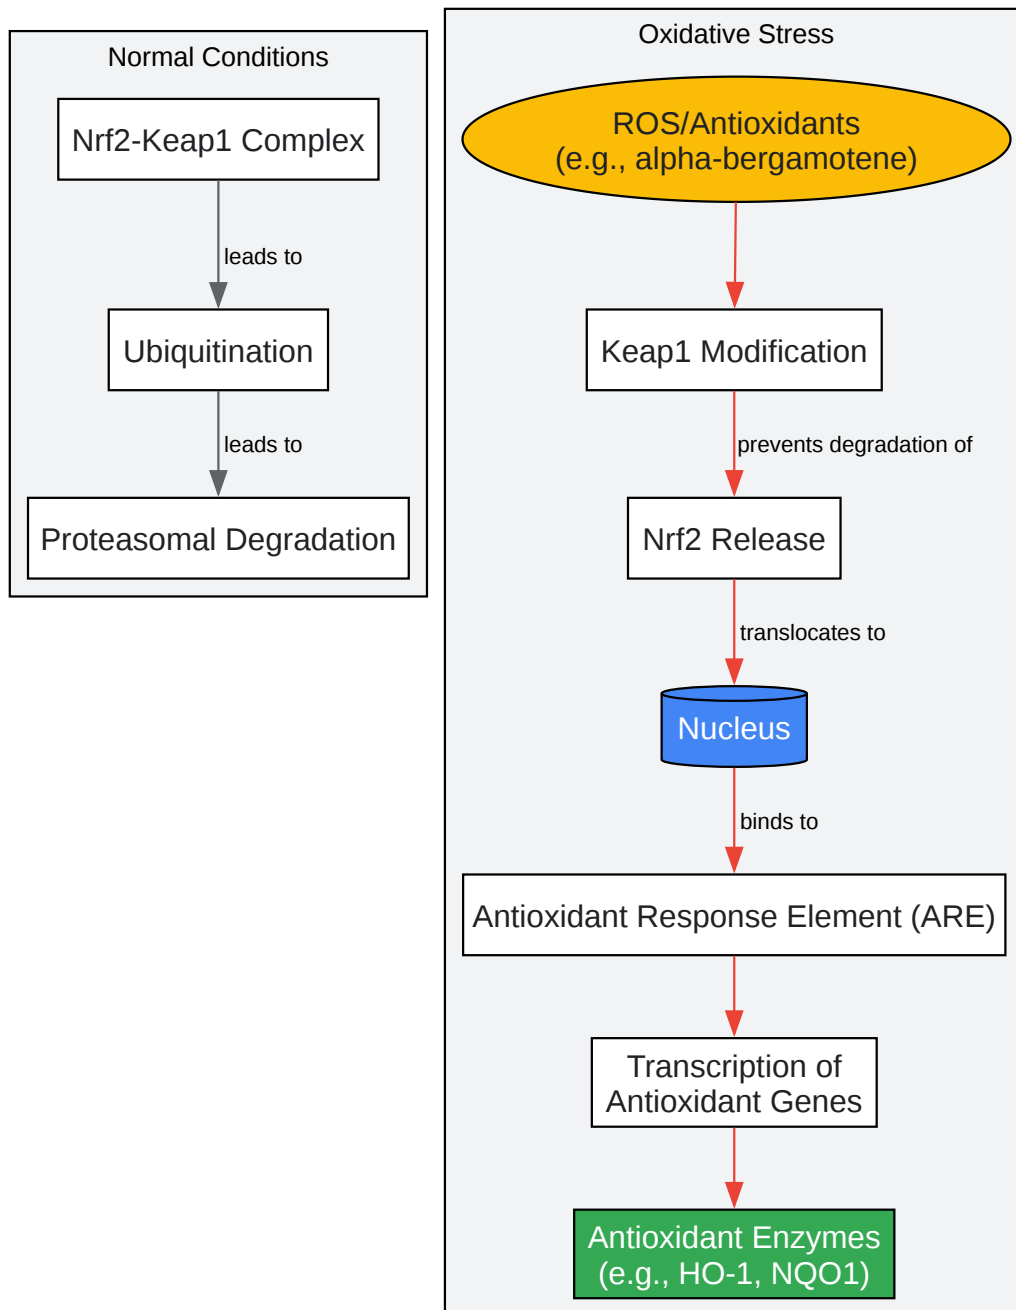 Normal Conditions
Nrf2-Keap1 Complex
leads to
Ubiquitination
leads to
Proteasomal Degradation
Oxidative Stress
ROS/Antioxidants
(e.g., alpha-bergamotene)
Keap1 Modification
prevents degradation of
Nrf2 Release
translocates to
Nucleus
binds to
Antioxidant Response Element (ARE)
Transcription of
Antioxidant Genes
Antioxidant Enzymes
(e.g., HO-1, NQO1)